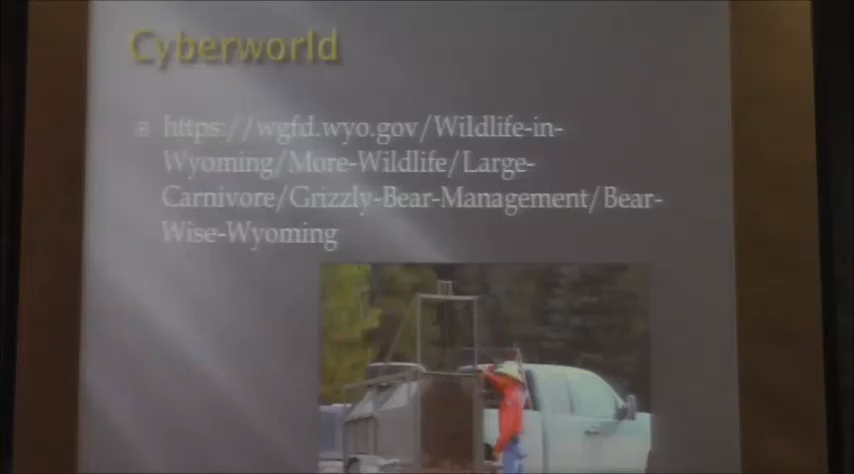 Cyberworld
https://wgfd.wyo.gov/Wildlife-in-
Wyoming/More-Wildlife/Large-
Carnivore/Grizzly-Bear-Management/Bear-
Wise-Wyoming